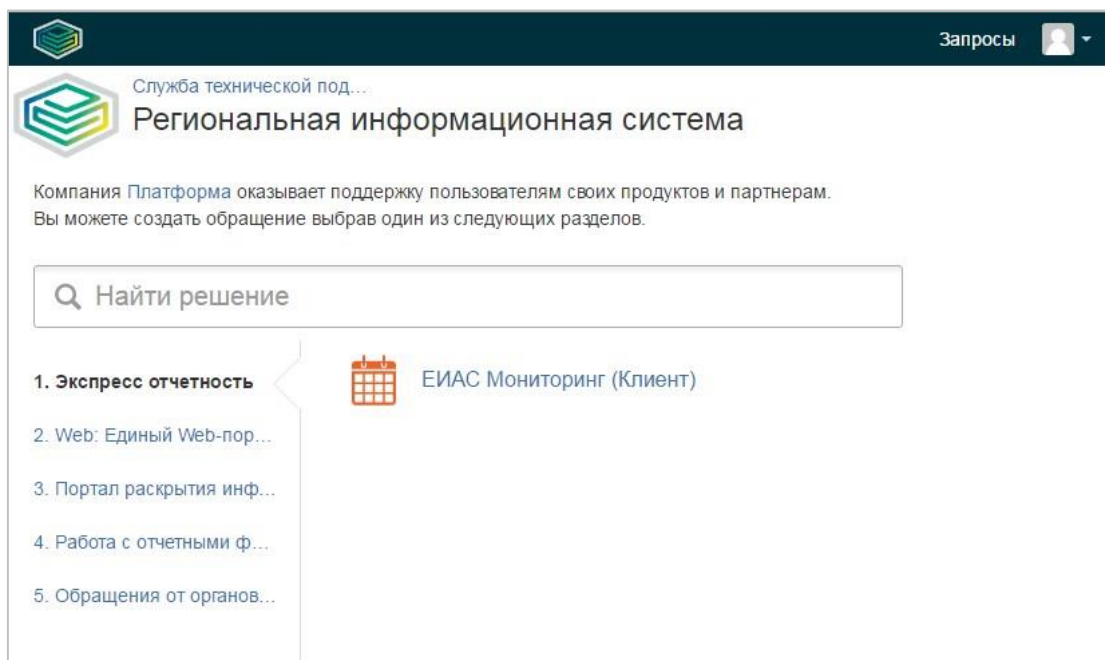 Запросы
Служба технической под...
Региональная информационная система
Компания Платформа оказывает поддержку пользователям своих продуктов и партнерам.
Вы можете создать обращение выбрав один из следующих разделов.
Найти решение
1. Экспресс отчетность
ЕИАС Мониторинг (Клиент)
2. Web: Единый Web-пор...
3. Портал раскрытия инф...
4. Работа с отчетными ф...
5. Обращения от органов...